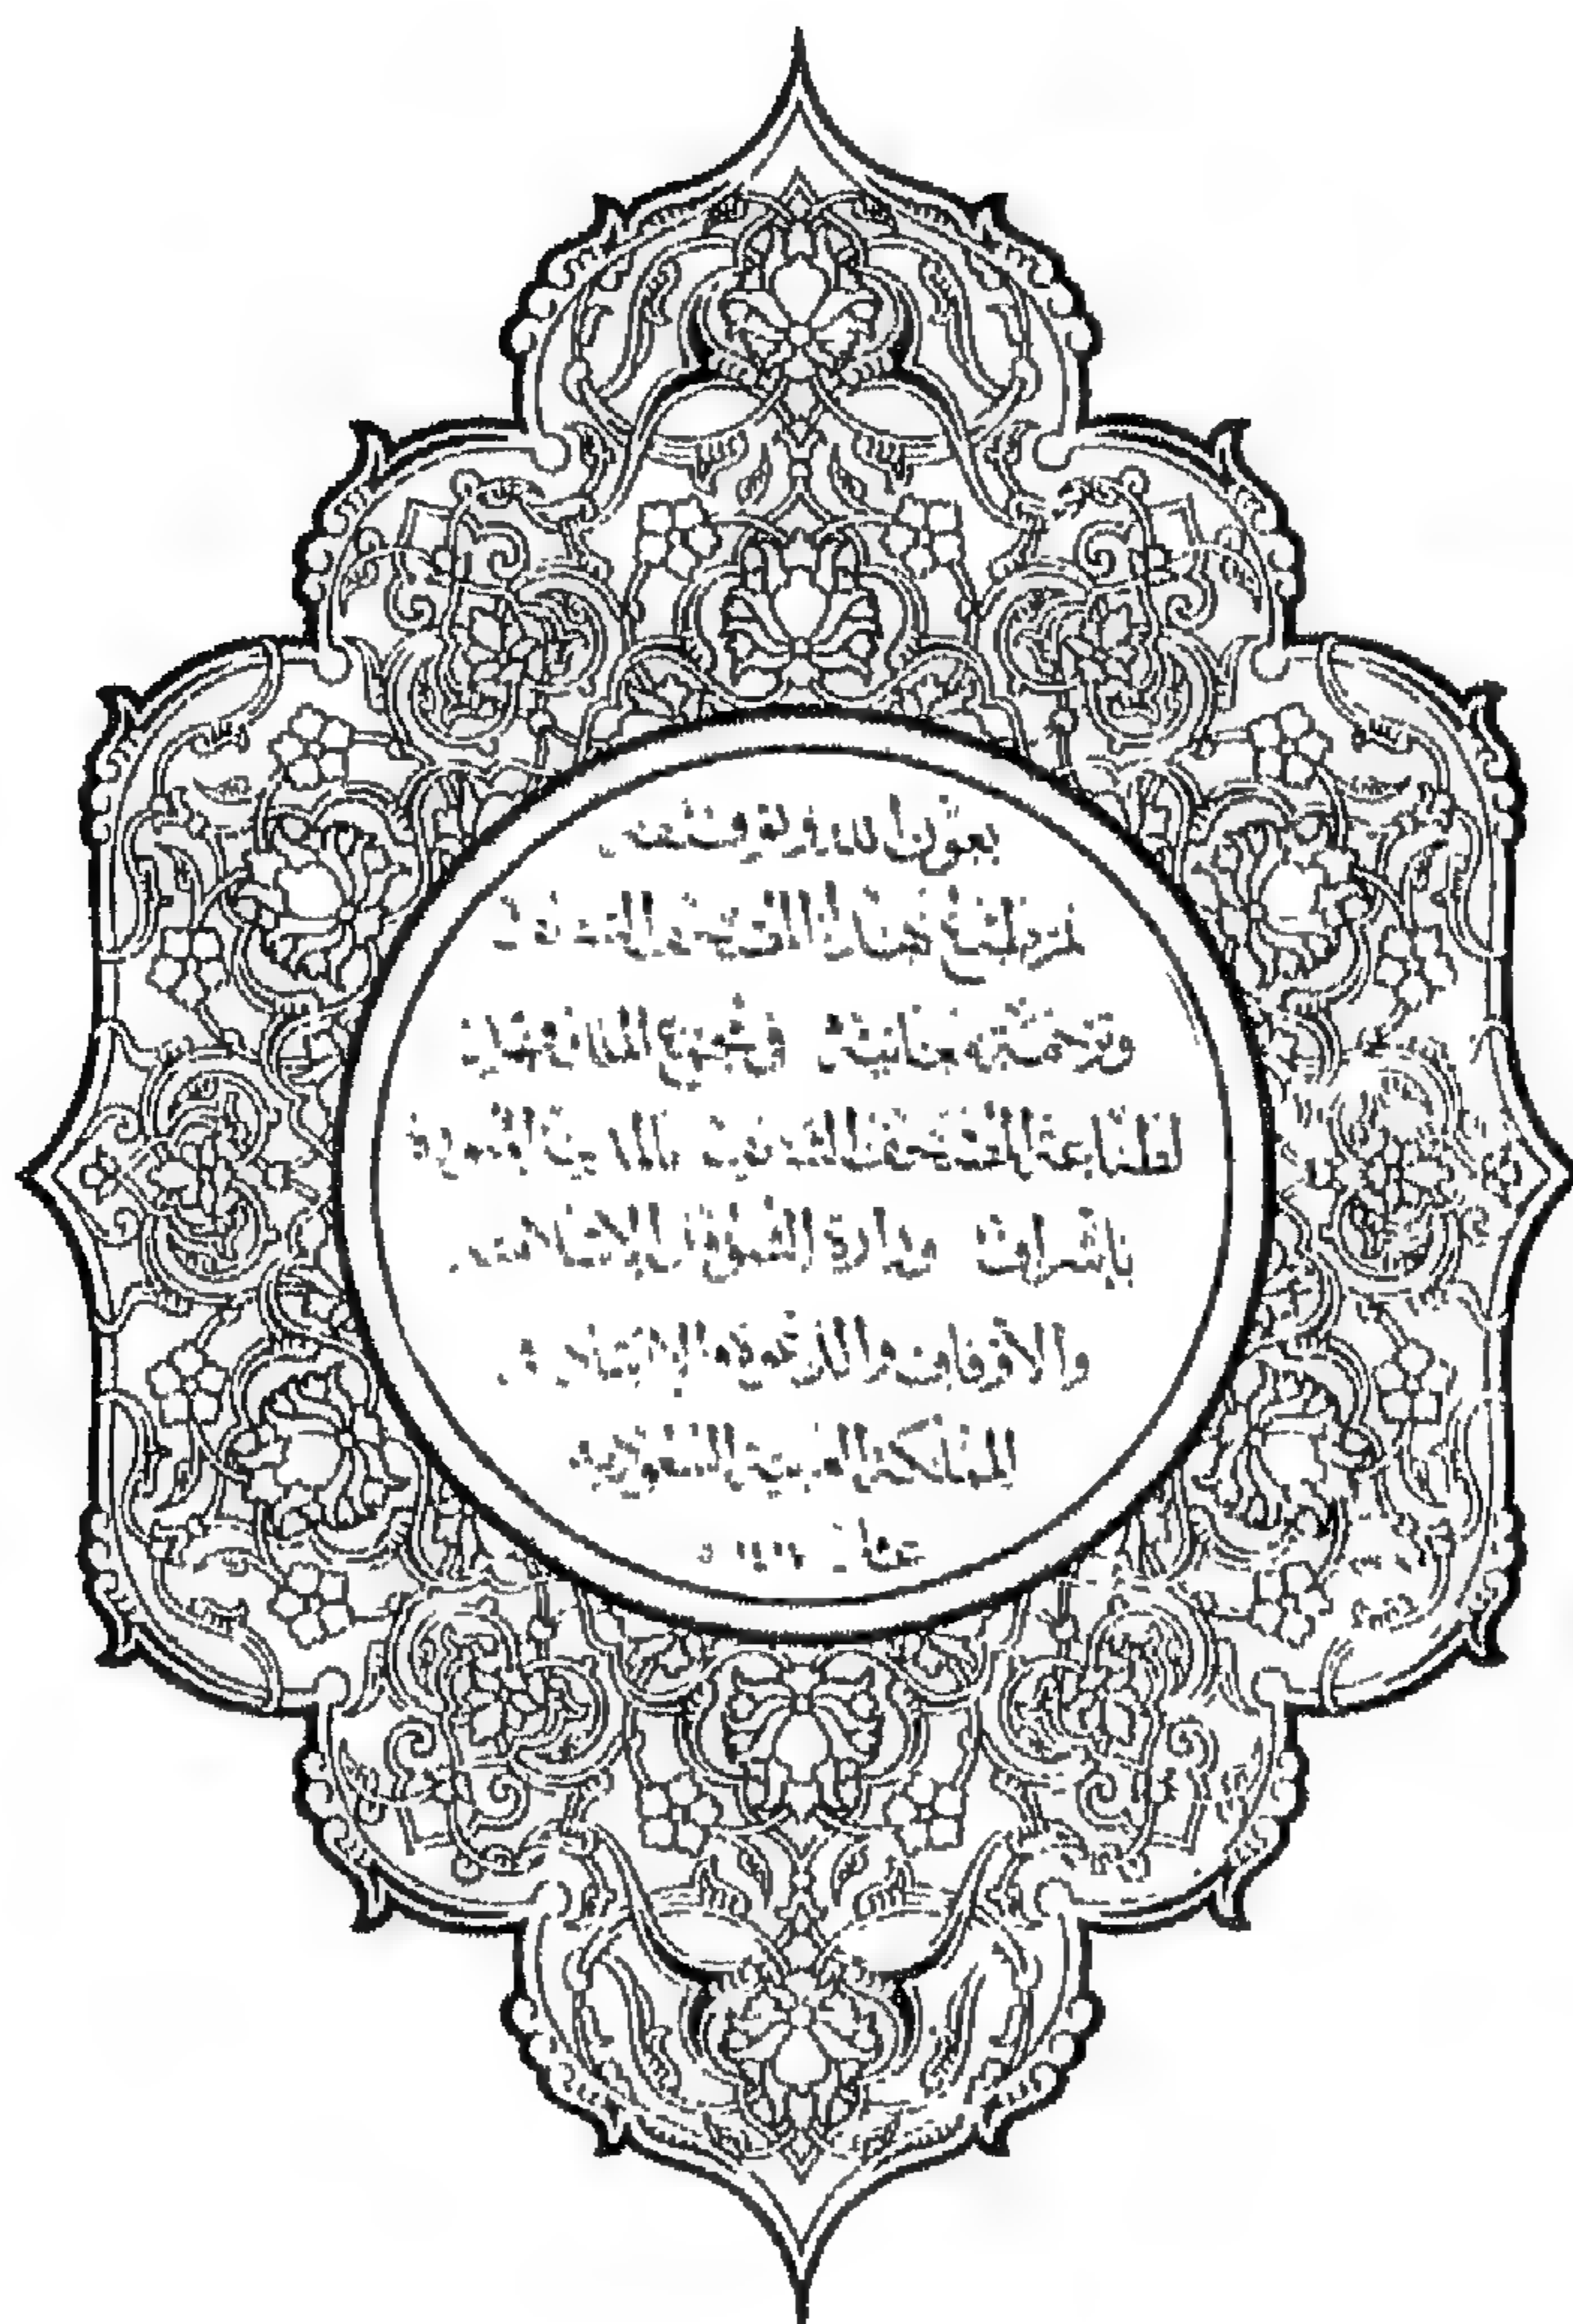 بعون الله وتوفيقه
تم طبع هذا المصحف الشريف
وترجمة معانيه في مجمع الملك فهد
لطباعة المصحف الشريف بالمدينة المنورة
بإشراف وزارة الشؤون الإسلامية
والأوقاف والدعوة والإرشاد
المملكة العربية السعودية
عام